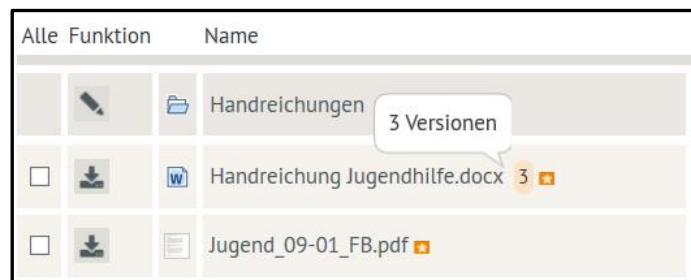 Alle Funktion Name
Handreichungen
3 Versionen
W Handreichung Jugendhilfe.docx 3
Jugend_09-01_FB.pdf